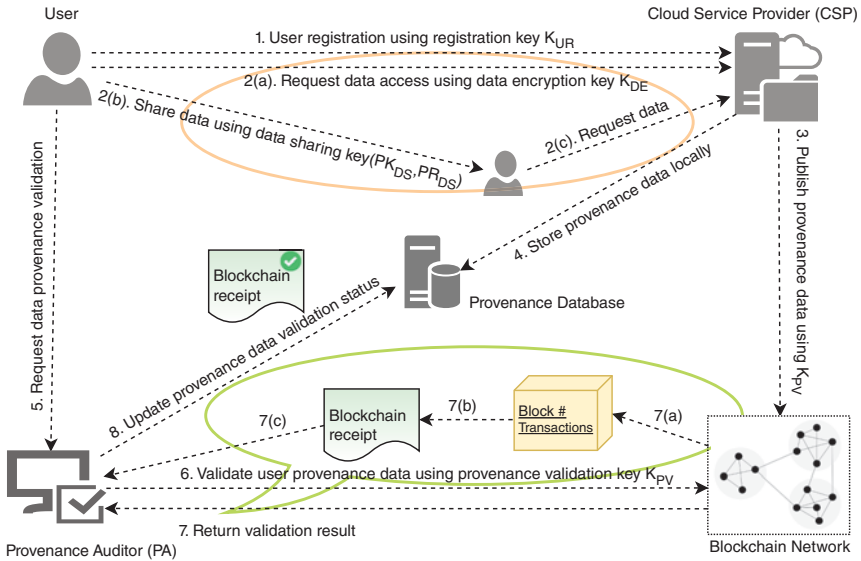 User
Cloud Service Provider (CSP)
1. User registration using registration key K_UR
2(a). Request data access using data encryption key K_DE
2(b). Share data using data sharing key(PK_DS,PR_DS)
2(c). Request data
3. Publish provenance data using K_PV
4. Store provenance data locally
5. Request data provenance validation
Blockchain
receipt
Provenance Database
8. Update provenance data validation status
7(c)
Blockchain
receipt
7(b)
Block #
Transactions
7(a)
6. Validate user provenance data using provenance validation key K_PV
7. Return validation result
Provenance Auditor (PA)
Blockchain Network